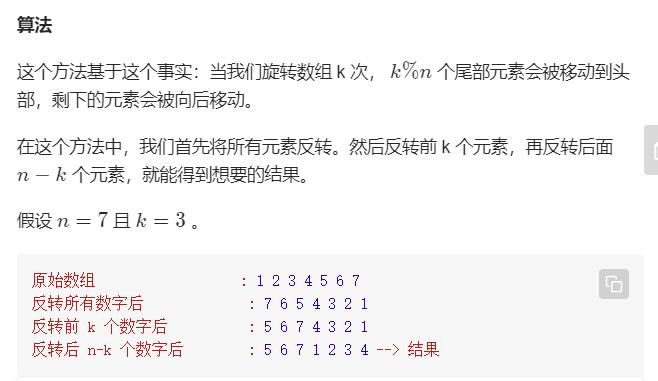 算法
这个方法基于这个事实：当我们旋转数组 k 次， k%n 个尾部元素会被移动到头
部，剩下的元素会被向后移动。
在这个方法中，我们首先将所有元素反转。然后反转前 k 个元素，再反转后面
n − k 个元素，就能得到想要的结果。
假设 n = 7 且 k = 3 。
原始数组 : 1 2 3 4 5 6 7
反转所有数字后 : 7 6 5 4 3 2 1
反转前 k 个数字后 : 5 6 7 4 3 2 1
反转后 n-k 个数字后 : 5 6 7 1 2 3 4 --> 结果